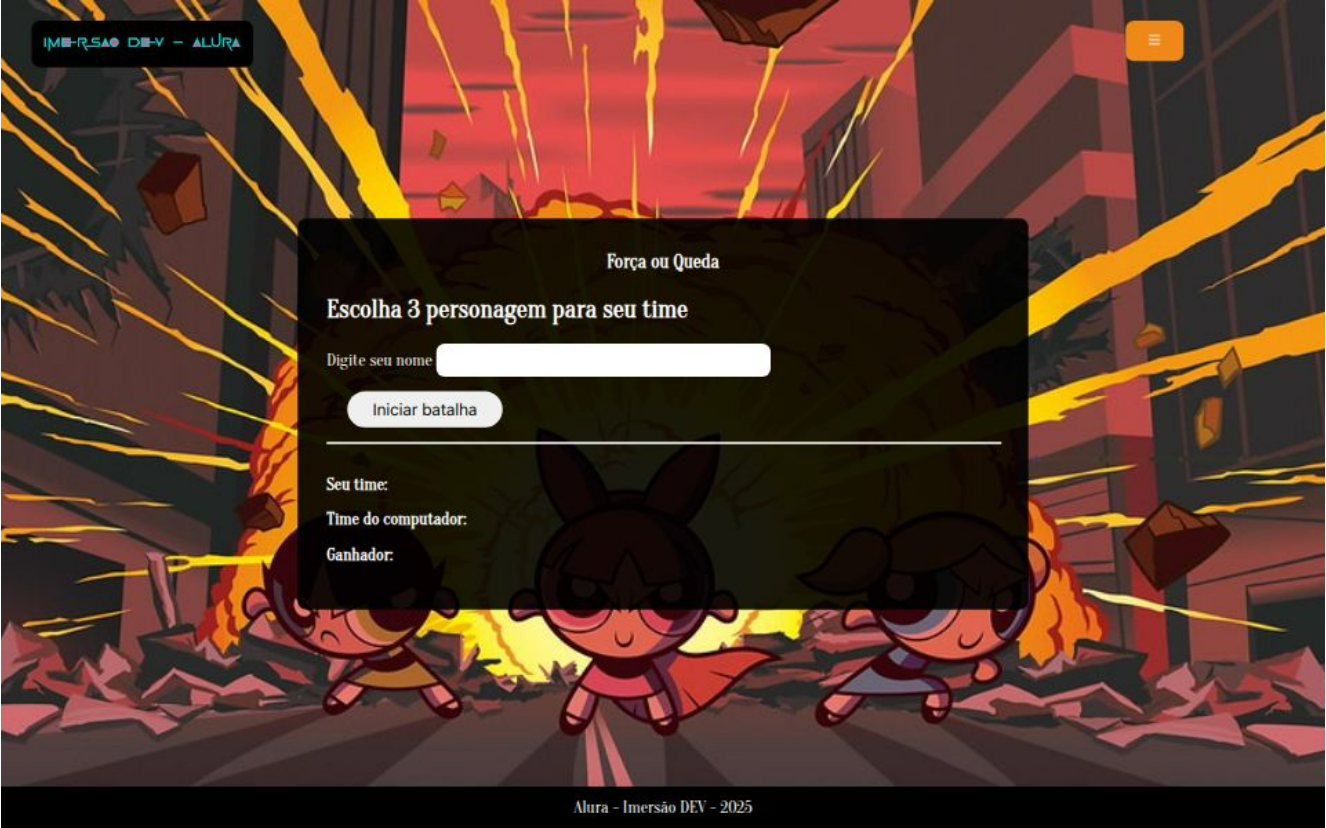 IMERSAO DEV - ALURA
☰
Força ou Queda
Escolha 3 personagem para seu time
Digite seu nome
Iniciar batalha
Seu time:
Time do computador:
Ganhador:
Alura - Imersão DEV - 2025